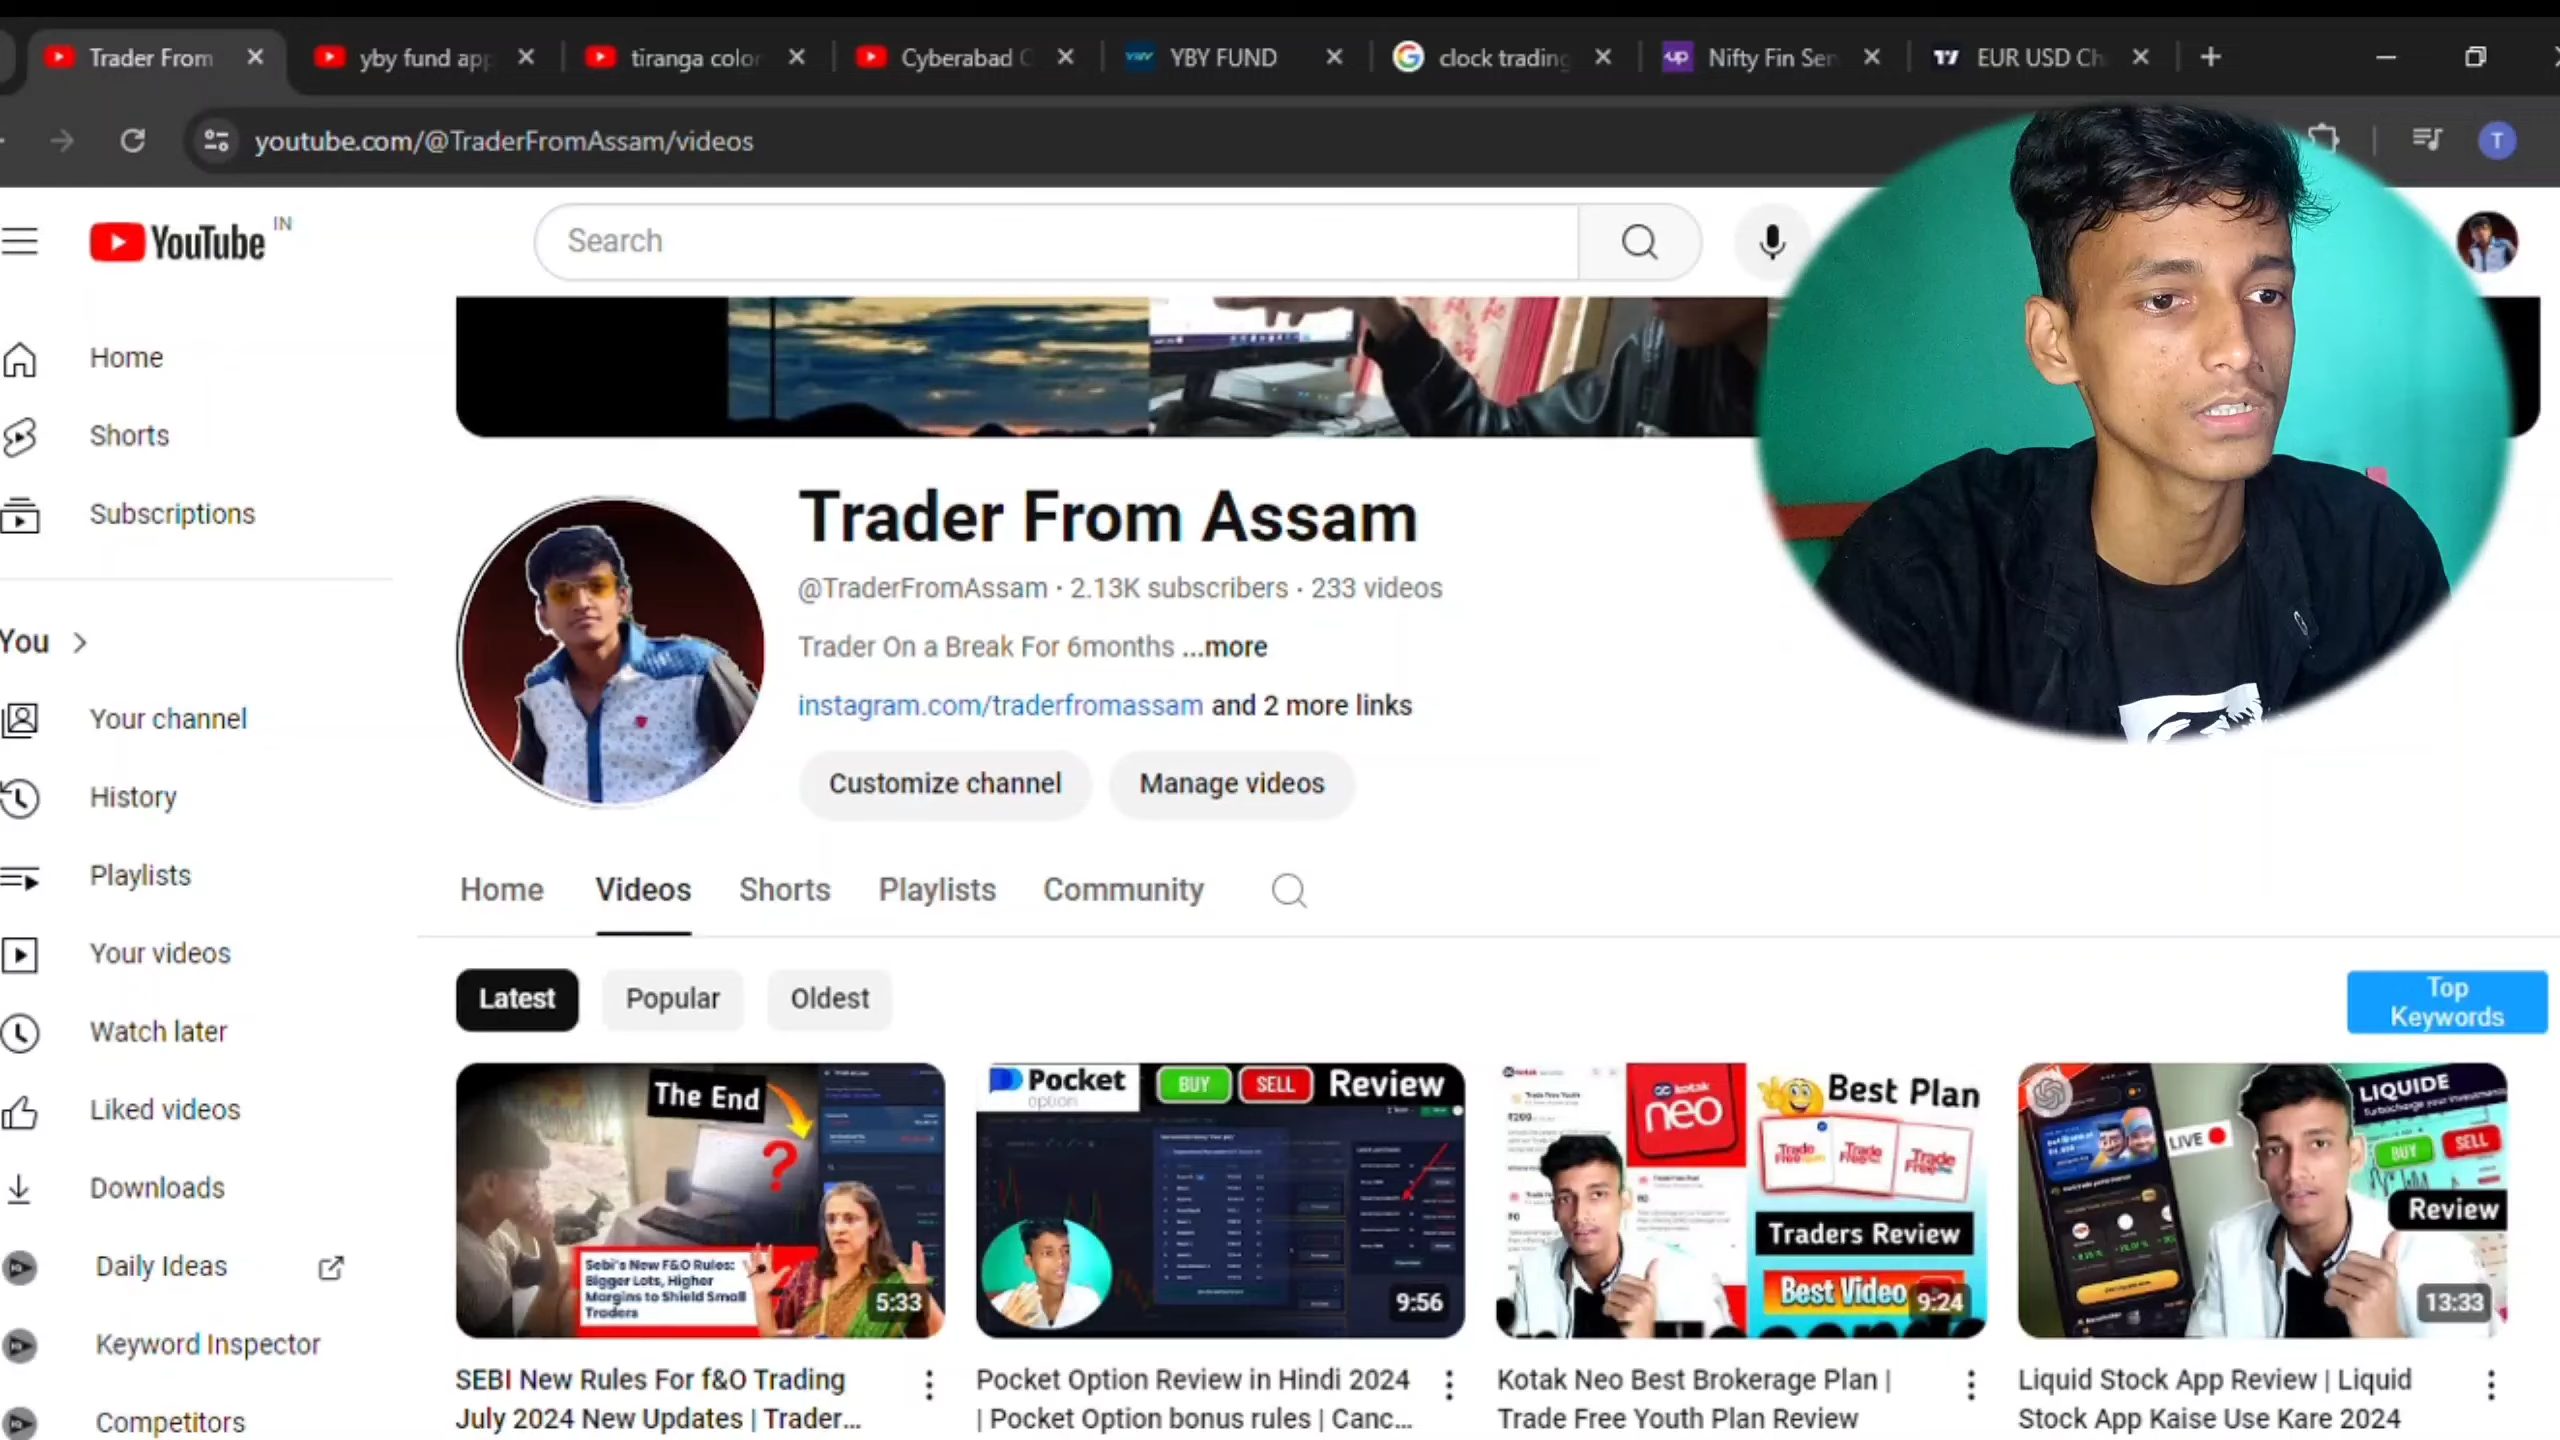 Trader From
yby fund app
tiranga color
Cyberabad C
YBY FUND
clock trading
Nifty Fin Ser
EUR USD Ch
youtube.com/@TraderFromAssam/videos
T
YouTube IN
Search
Home
Shorts
Subscriptions
You
Your channel
History
Playlists
Your videos
Watch later
Liked videos
Downloads
Daily Ideas
Keyword Inspector
Competitors
Trader From Assam
@TraderFromAssam · 2.13K subscribers · 233 videos
Trader On a Break For 6months ...more
instagram.com/traderfromassam and 2 more links
Customize channel
Manage videos
Home
Videos
Shorts
Playlists
Community
Latest
Popular
Oldest
Top
Keywords
The End
?
Sebi's New F&O Rules:
Bigger Lots, Higher
Margins to Shield Small
Traders
5:33
SEBI New Rules For f&O Trading
July 2024 New Updates | Trader...
Pocket
option
BUY
SELL
Review
9:56
Pocket Option Review in Hindi 2024
| Pocket Option bonus rules | Canc...
kotak
neo
Best Plan
Trade
Trade
Trade
Traders Review
Best Video
9:24
Kotak Neo Best Brokerage Plan |
Trade Free Youth Plan Review
LIQUIDE
LIVE
BUY
SELL
Review
13:33
Liquid Stock App Review | Liquid
Stock App Kaise Use Kare 2024